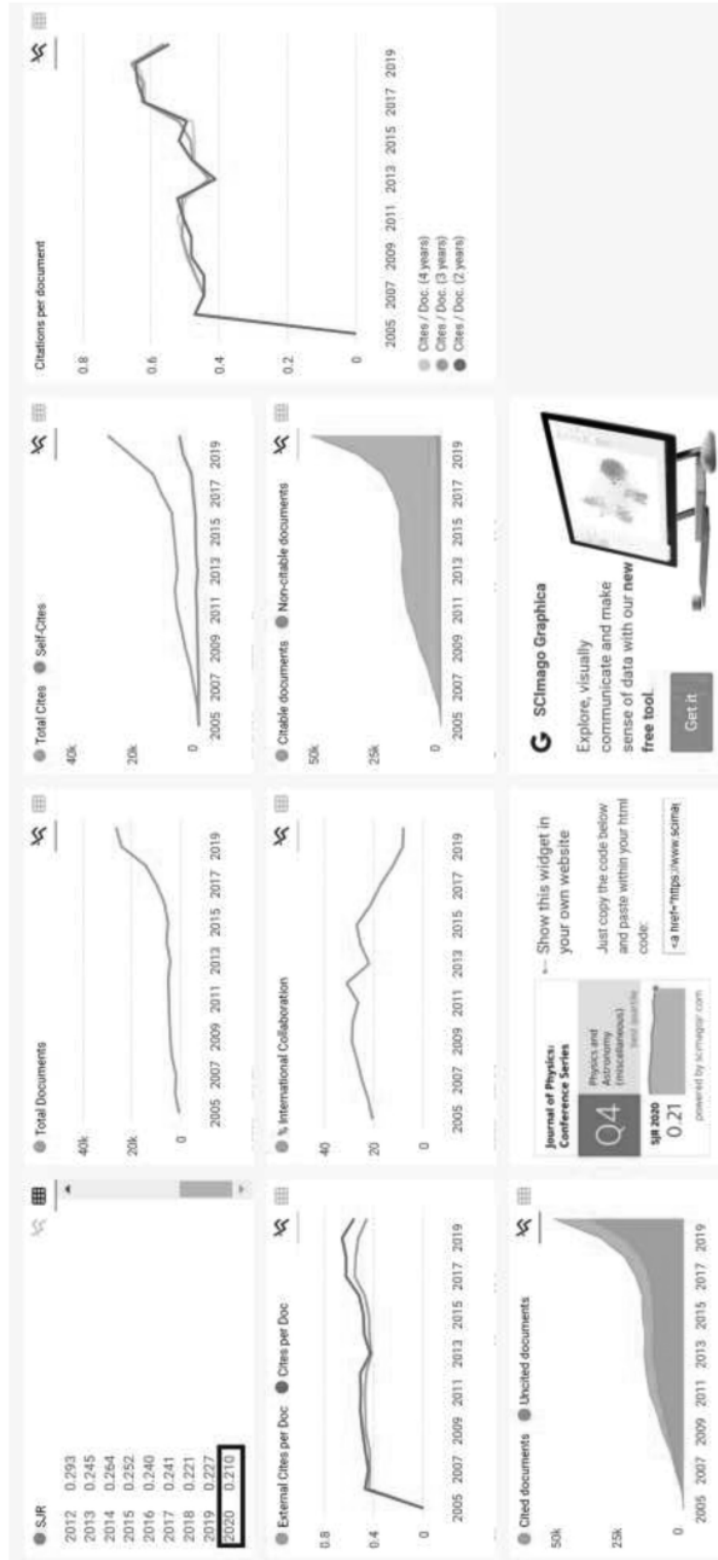 SJR
2012 0.293
2013 0.245
2014 0.264
2015 0.252
2016 0.240
2017 0.241
2018 0.221
2019 0.227
2020 0.210
Total Documents
40k
20k
0
2005 2007 2009 2011 2013 2015 2017 2019
Total Cites Self-Cites
40k
20k
0
2005 2007 2009 2011 2013 2015 2017 2019
Citations per document
0.8
0.6
0.4
0.2
0
2005 2007 2009 2011 2013 2015 2017 2019
Cites / Doc. (4 years)
Cites / Doc. (3 years)
Cites / Doc. (2 years)
External Cites per Doc Cites per Doc
0.8
0.4
0
2005 2007 2009 2011 2013 2015 2017 2019
% International Collaboration
40
20
0
2005 2007 2009 2011 2013 2015 2017 2019
Citable documents Non-citable documents
50k
25k
0
2005 2007 2009 2011 2013 2015 2017 2019
Cited documents Uncited documents
50k
25k
0
2005 2007 2009 2011 2013 2015 2017 2019
Journal of Physics:
Conference Series
Q4
Physics and
Astronomy
(miscellaneous)
best quartile
SJR 2020
0.21
powered by scimagojr.com
← Show this widget in
your own website
Just copy the code below
and paste within your html
code:
<a href="https://www.scimag
G SCImago Graphica
Explore, visually
communicate and make
sense of data with our new
free tool.
Get it